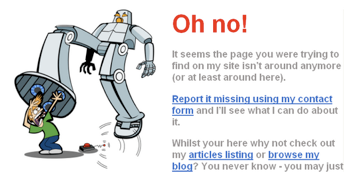 Oh no!
It seems the page you were trying to
find on my site isn't around anymore
(or at least around here).
Report it missing using my contact
form and I'll see what I can do about
it.
Whilst your here why not check out
my articles listing or browse my
blog? You never know - you may just